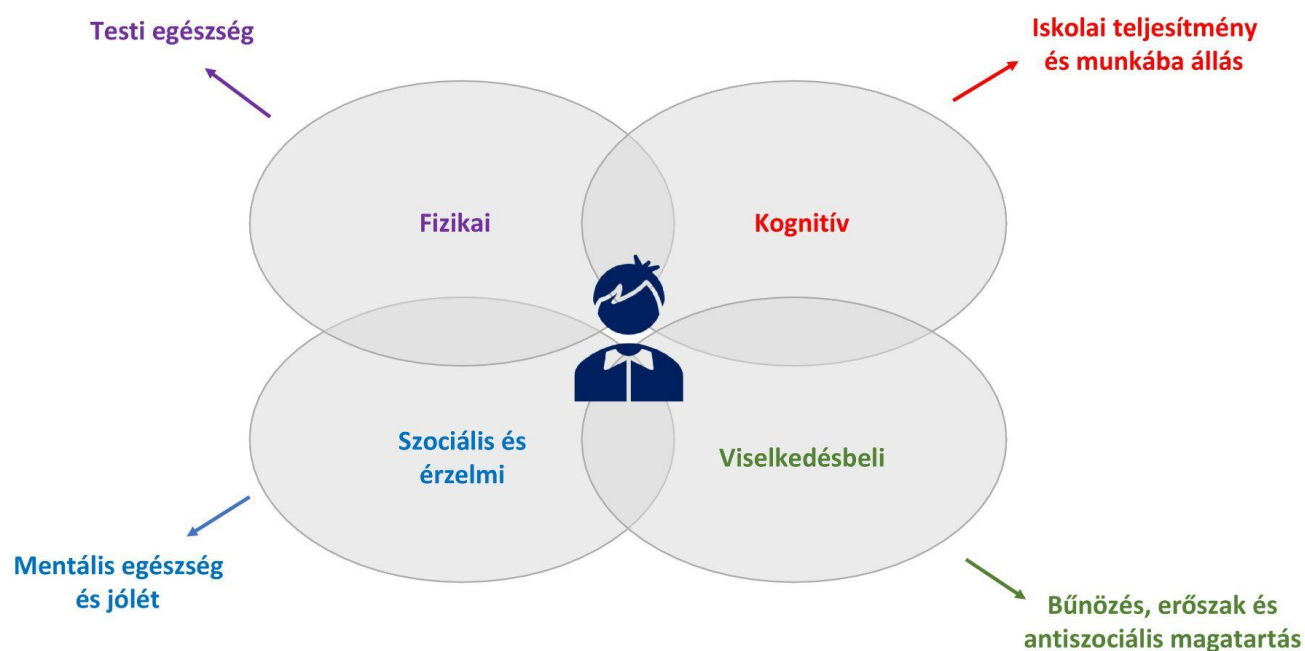 Testi egészség
Iskolai teljesítmény
és munkába állás
Fizikai
Kognitív
Szociális és
érzelmi
Viselkedésbeli
Mentális egészség
és jólét
Bűnözés, erőszak és
antiszociális magatartás